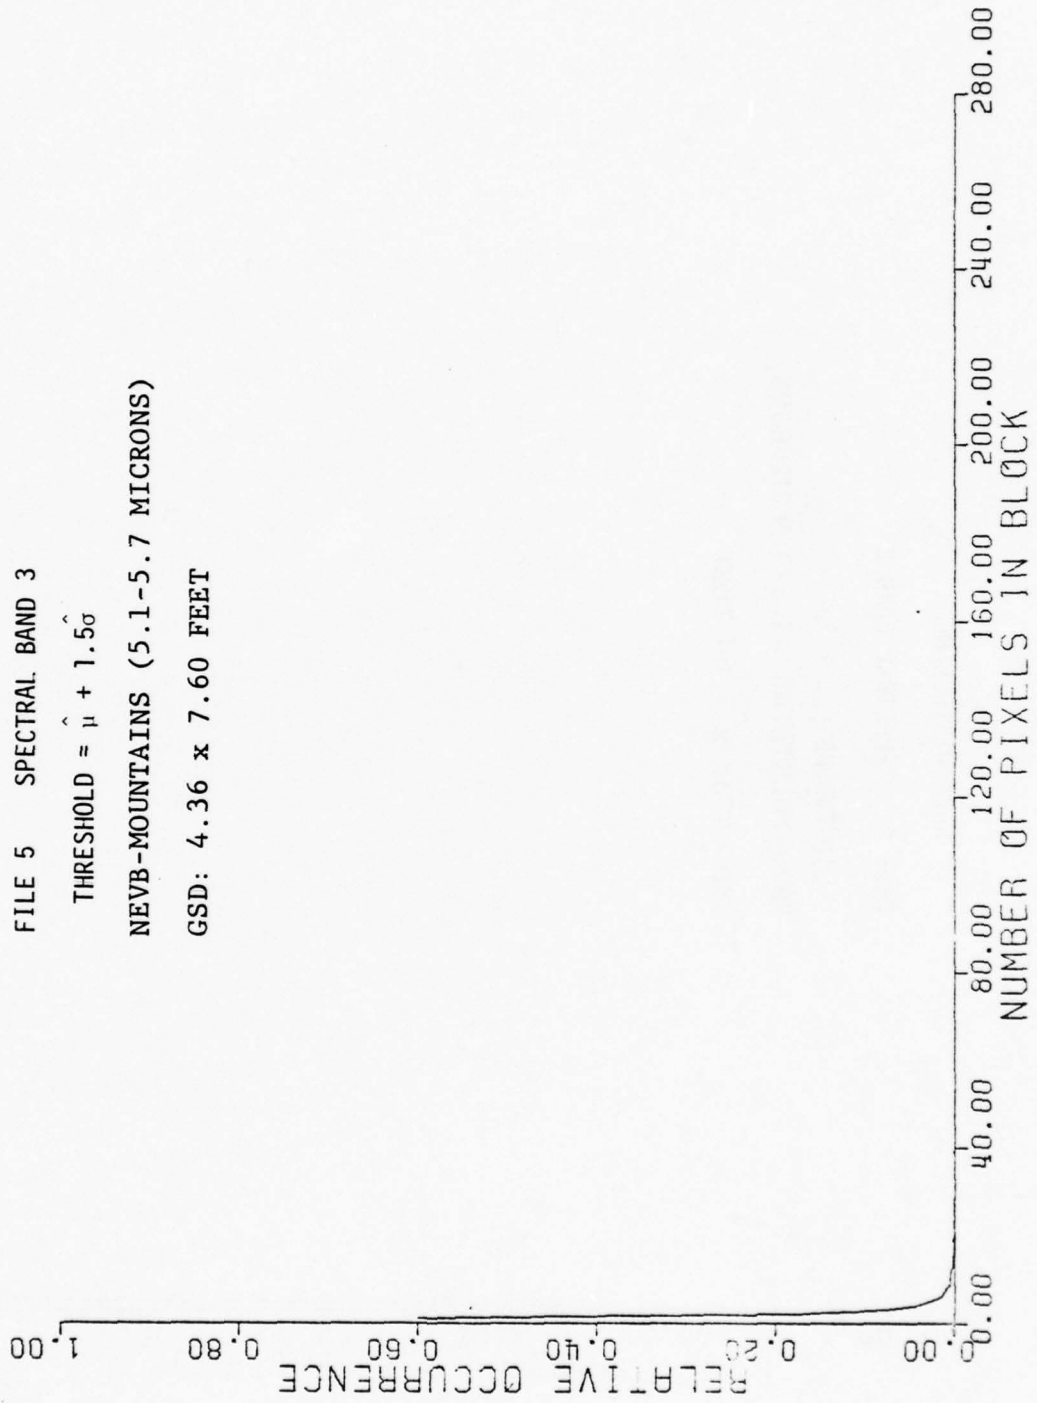 FILE 5 SPECTRAL BAND 3
THRESHOLD = μ̂ + 1.5σ̂
NEVB-MOUNTAINS (5.1-5.7 MICRONS)
GSD: 4.36 x 7.60 FEET
RELATIVE OCCURRENCE
1.00
0.80
0.60
0.40
0.20
0.00
0.00 40.00 80.00 120.00 160.00 200.00 240.00 280.00
NUMBER OF PIXELS IN BLOCK